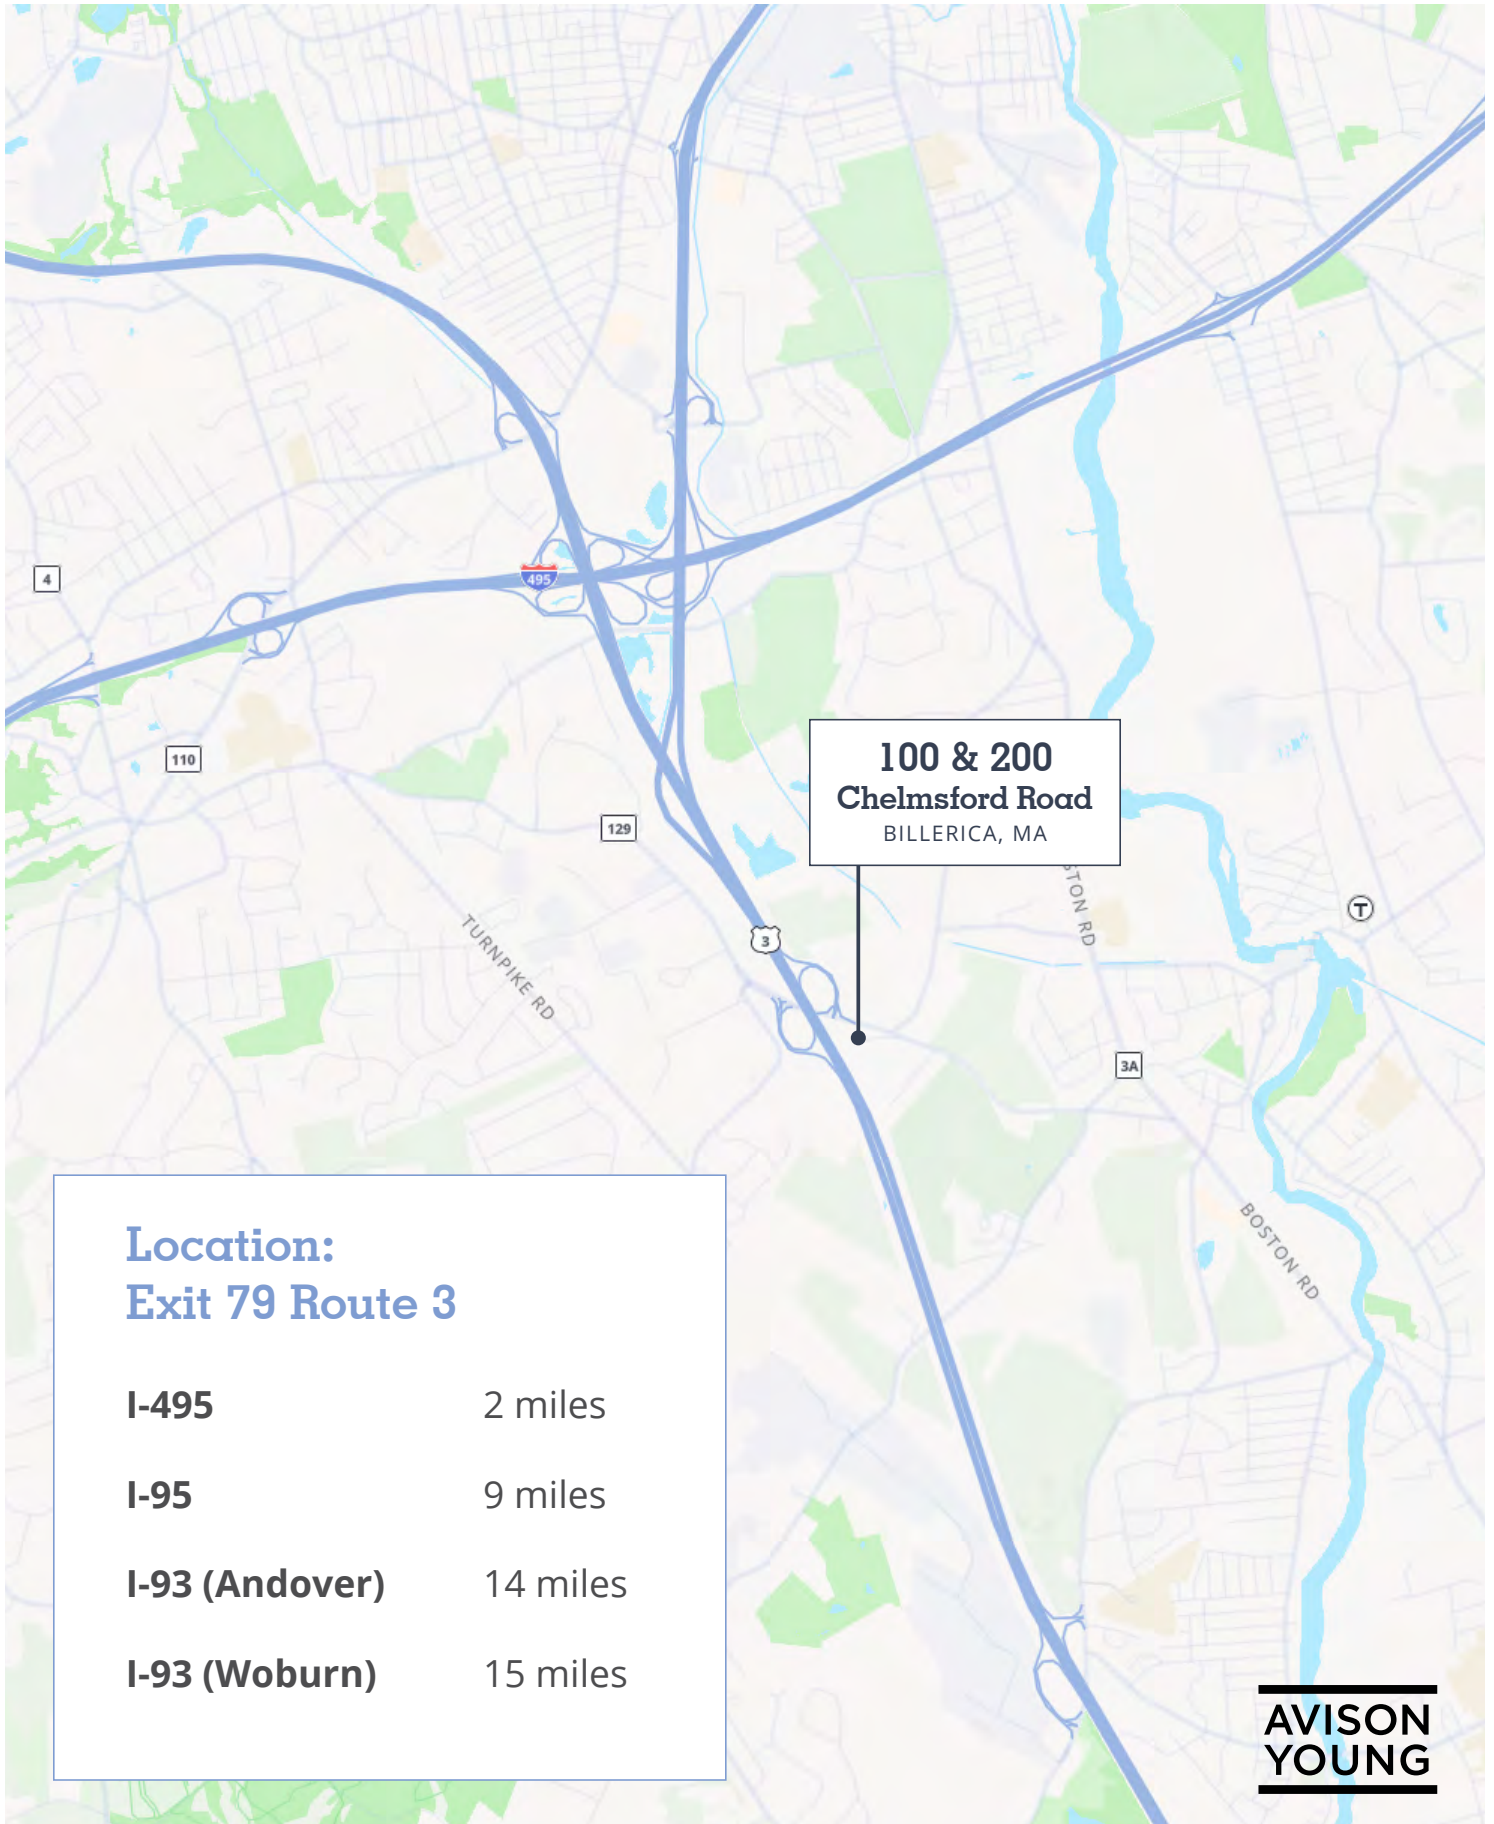 4
495
110
129
100 & 200
Chelmsford Road
BILLERICA, MA
STON RD
T
TURNPIKE RD
3
3A
BOSTON RD
Location:
Exit 79 Route 3
I-495 2 miles
I-95 9 miles
I-93 (Andover) 14 miles
I-93 (Woburn) 15 miles
AVISON
YOUNG